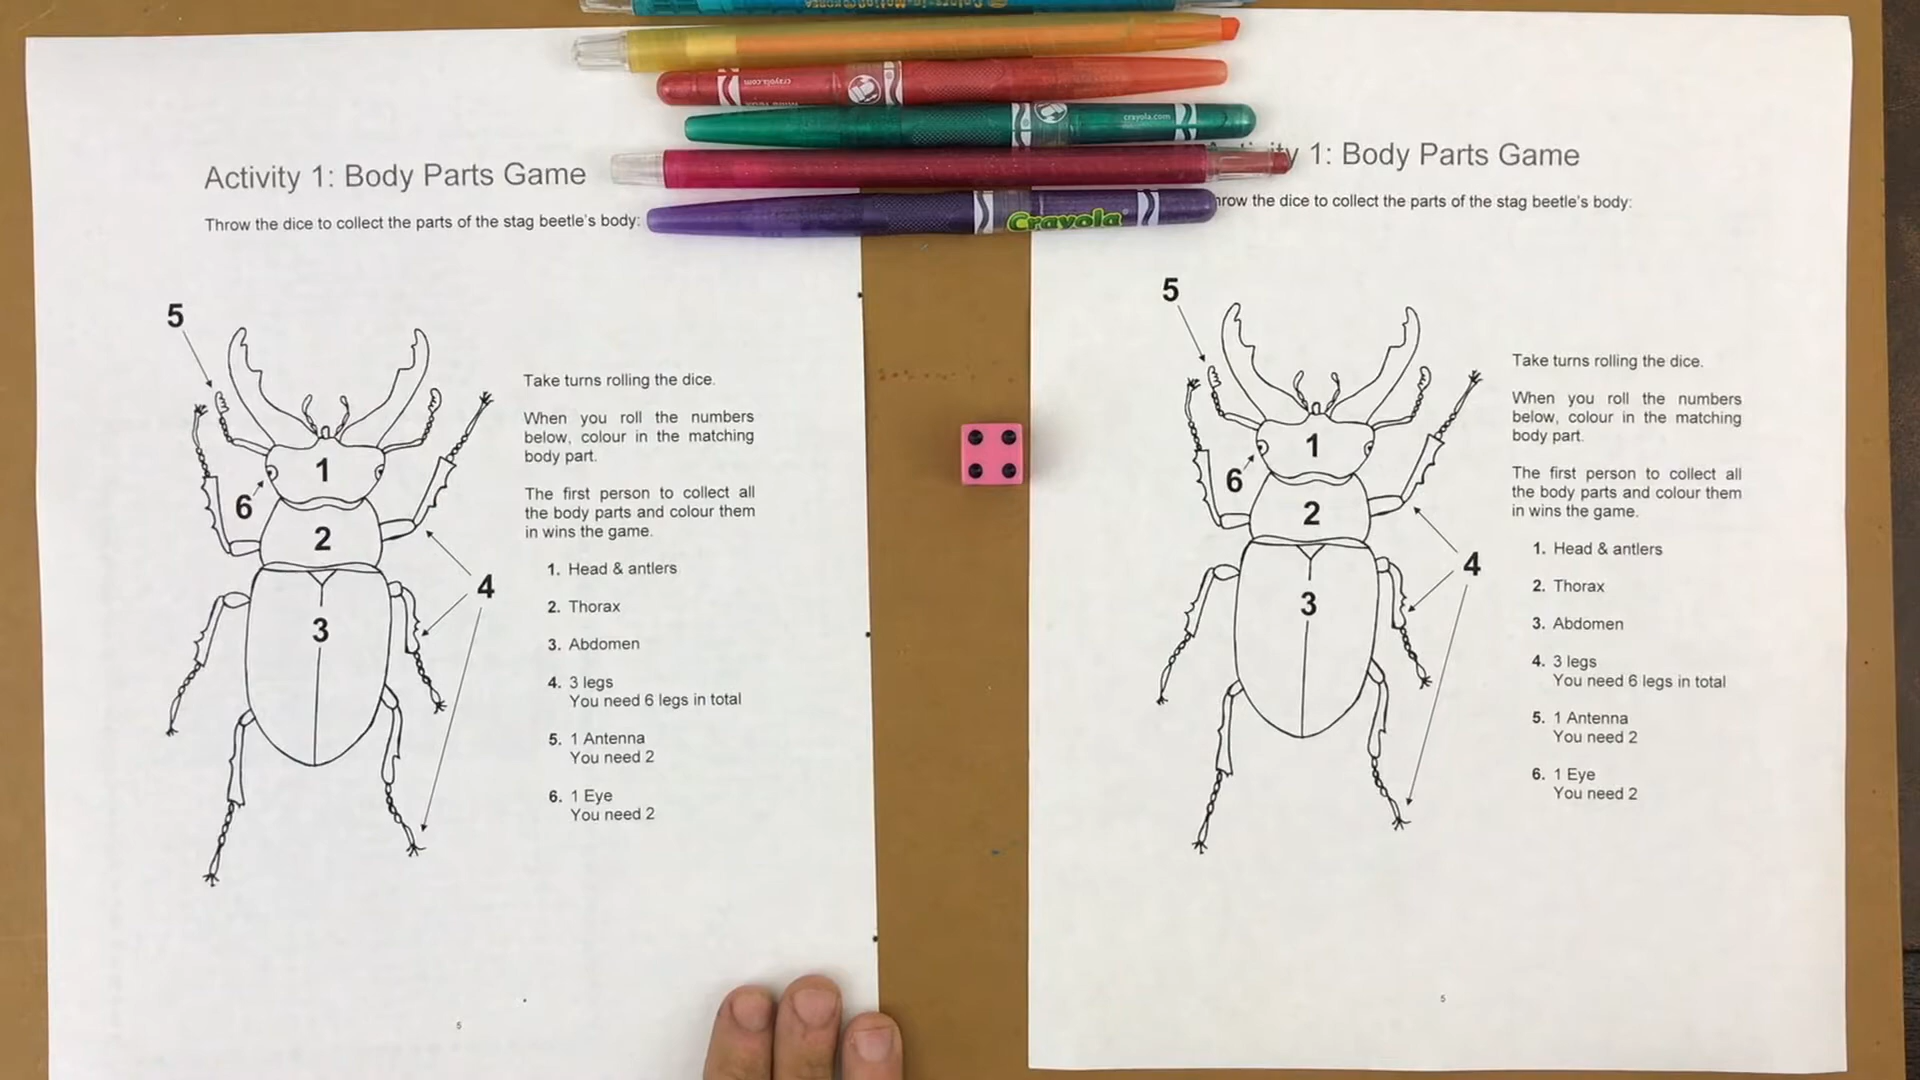 crayola.com
crayola.com
Crayola
Activity 1: Body Parts Game
Throw the dice to collect the parts of the stag beetle's body:
5
1
6
2
4
3
Take turns rolling the dice.
When you roll the numbers
below, colour in the matching
body part.
The first person to collect all
the body parts and colour them
in wins the game.
1. Head & antlers
2. Thorax
3. Abdomen
4. 3 legs
You need 6 legs in total
5. 1 Antenna
You need 2
6. 1 Eye
You need 2
5
Activity 1: Body Parts Game
hrow the dice to collect the parts of the stag beetle's body:
5
1
6
2
4
3
Take turns rolling the dice.
When you roll the numbers
below, colour in the matching
body part.
The first person to collect all
the body parts and colour them
in wins the game.
1. Head & antlers
2. Thorax
3. Abdomen
4. 3 legs
You need 6 legs in total
5. 1 Antenna
You need 2
6. 1 Eye
You need 2
5